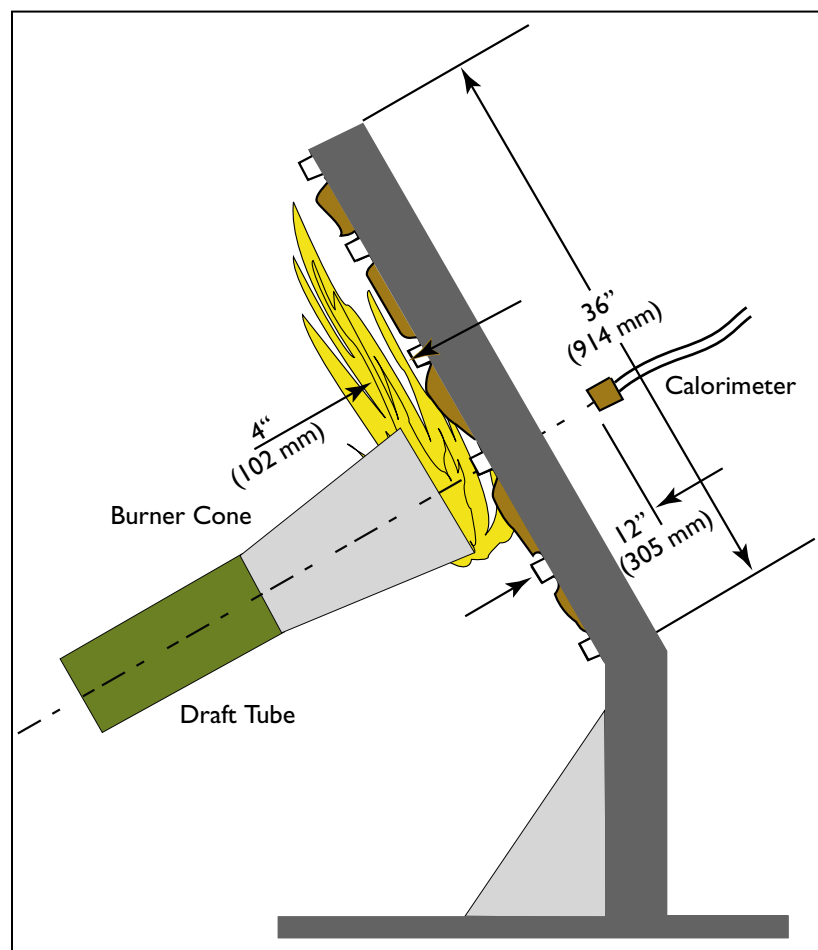 36”
(914 mm)
Calorimeter
4“
(102 mm)
12”
(305 mm)
Burner Cone
Draft Tube